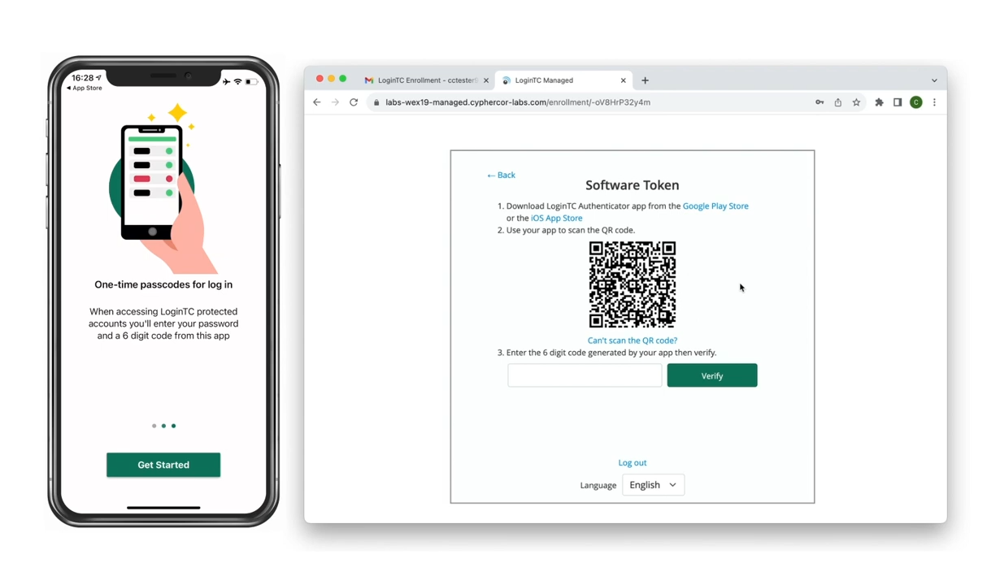 16:28
App Store
One-time passcodes for log in
When accessing LoginTC protected
accounts you'll enter your password
and a 6 digit code from this app
Get Started
LoginTC Enrollment - cctester
LoginTC Managed
labs-wex19-managed.cyphercor-labs.com/enrollment/-oV8HrP32y4m
C
← Back
Software Token
1. Download LoginTC Authenticator app from the Google Play Store
or the iOS App Store
2. Use your app to scan the QR code.
Can't scan the QR code?
3. Enter the 6 digit code generated by your app then verify.
Verify
Log out
Language English